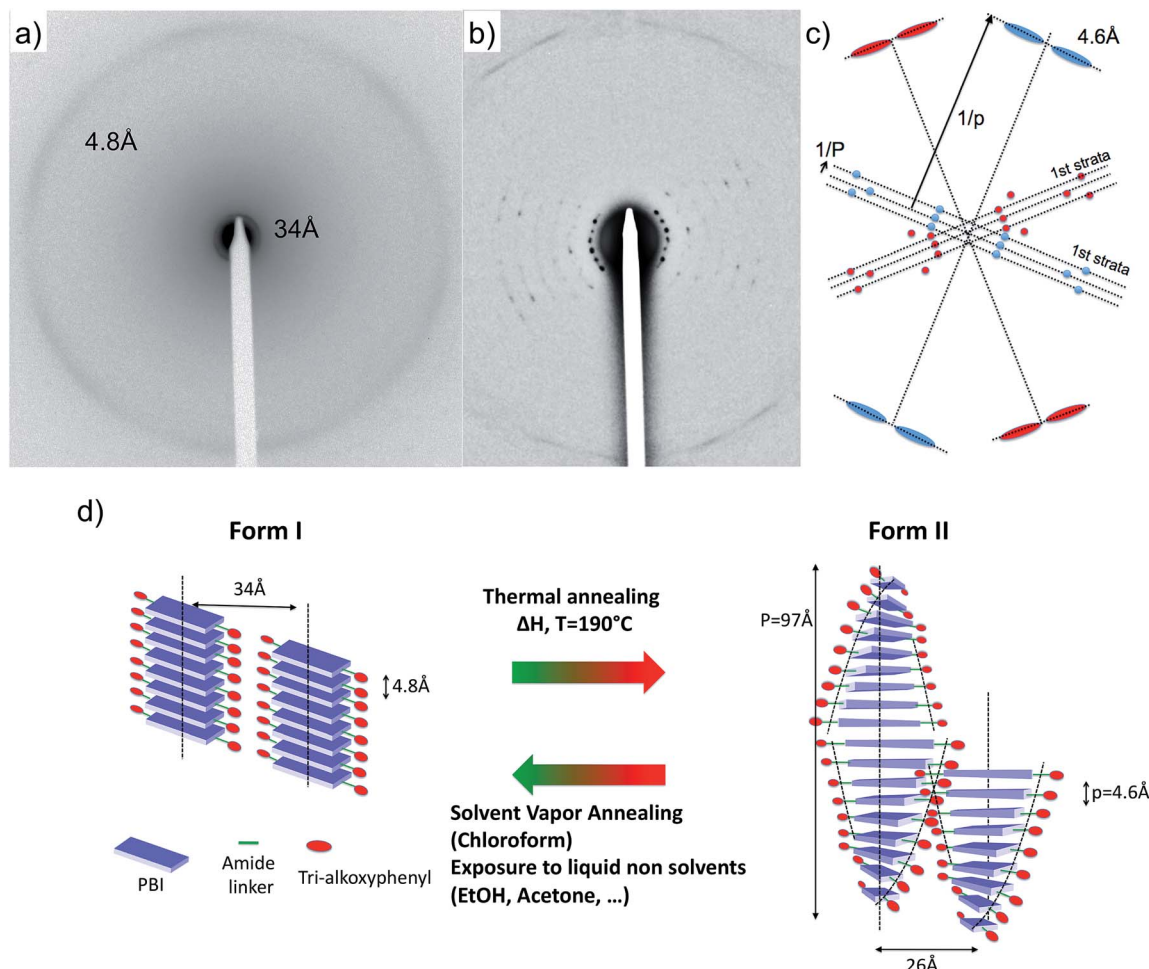 a)
4.8Å
34Å
b)
c)
4.6Å
1/p
1/P
1st strata
1st strata
d)
Form I
34Å
4.8Å
PBI
Amide
linker
Tri-alkoxyphenyl
Thermal annealing
ΔH, T=190°C
Solvent Vapor Annealing
(Chloroform)
Exposure to liquid non solvents
(EtOH, Acetone, ...)
Form II
P=97Å
p=4.6Å
26Å